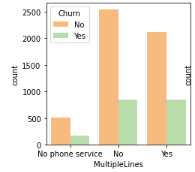 2500
2000
1500
1000
500
0
count
Churn
No
Yes
count
No phone service No Yes
MultipleLines